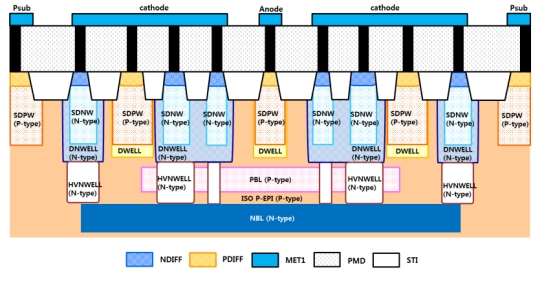 Psub cathode Anode cathode Psub
SDPW (P-type)
SDNW (N-type)
SDPW (P-type)
SDNW (N-type)
SDNW (N-type)
SDPW (P-type)
SDNW (N-type)
SDNW (N-type)
SDPW (P-type)
SDNW (N-type)
SDPW (P-type)
DNWELL (N-type)
DWELL
DNWELL (N-type)
DWELL
DNWELL (N-type)
DWELL
DNWELL (N-type)
HVNWELL (N-type)
HVNWELL (N-type)
PBL (P-type)
HVNWELL (N-type)
HVNWELL (N-type)
ISO P-EPI (P-type)
NBL (N-type)
NDIFF PDIFF MET1 PMD STI